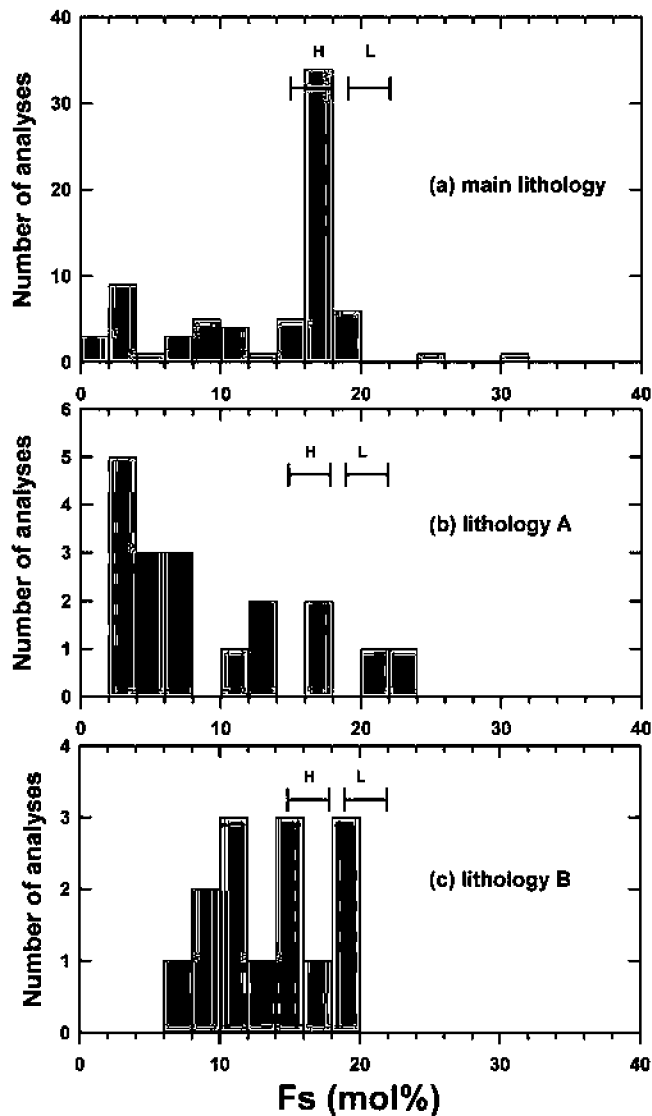 40
H L
30
(a) main lithology
20
Number of analyses
10
0
0 10 20 30 40
6
5
H L
4
(b) lithology A
3
Number of analyses
2
1
0
0 10 20 30 40
4
H L
3
2
(c) lithology B
Number of analyses
1
0
0 10 20 30 40
Fs (mol%)